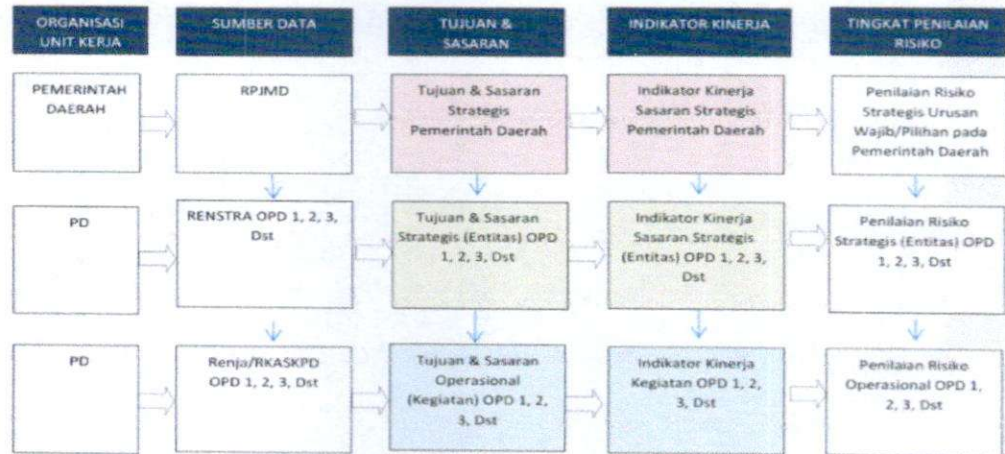 ORGANISASI
UNIT KERJA
SUMBER DATA
TUJUAN &
SASARAN
INDIKATOR KINERJA
TINGKAT PENILAIAN
RISIKO
PEMERINTAH
DAERAH
RPJMD
Tujuan & Sasaran
Strategis
Pemerintah Daerah
Indikator Kinerja
Sasaran Strategis
Pemerintah Daerah
Penilaian Risiko
Strategis Urusan
Wajib/Pilihan pada
Pemerintah Daerah
PD
RENSTRA OPD 1, 2, 3,
Dst
Tujuan & Sasaran
Strategis (Entitas) OPD
1, 2, 3, Dst
Indikator Kinerja
Sasaran Strategis
(Entitas) OPD 1, 2, 3,
Dst
Penilaian Risiko
Strategis (Entitas) OPD
1, 2, 3, Dst
PD
Renja/RKASKPD
OPD 1, 2, 3, Dst
Tujuan & Sasaran
Operasional
(Kegiatan) OPD 1, 2,
3, Dst
Indikator Kinerja
Kegiatan OPD 1, 2,
3, Dst
Penilaian Risiko
Operasional OPD 1,
2, 3, Dst